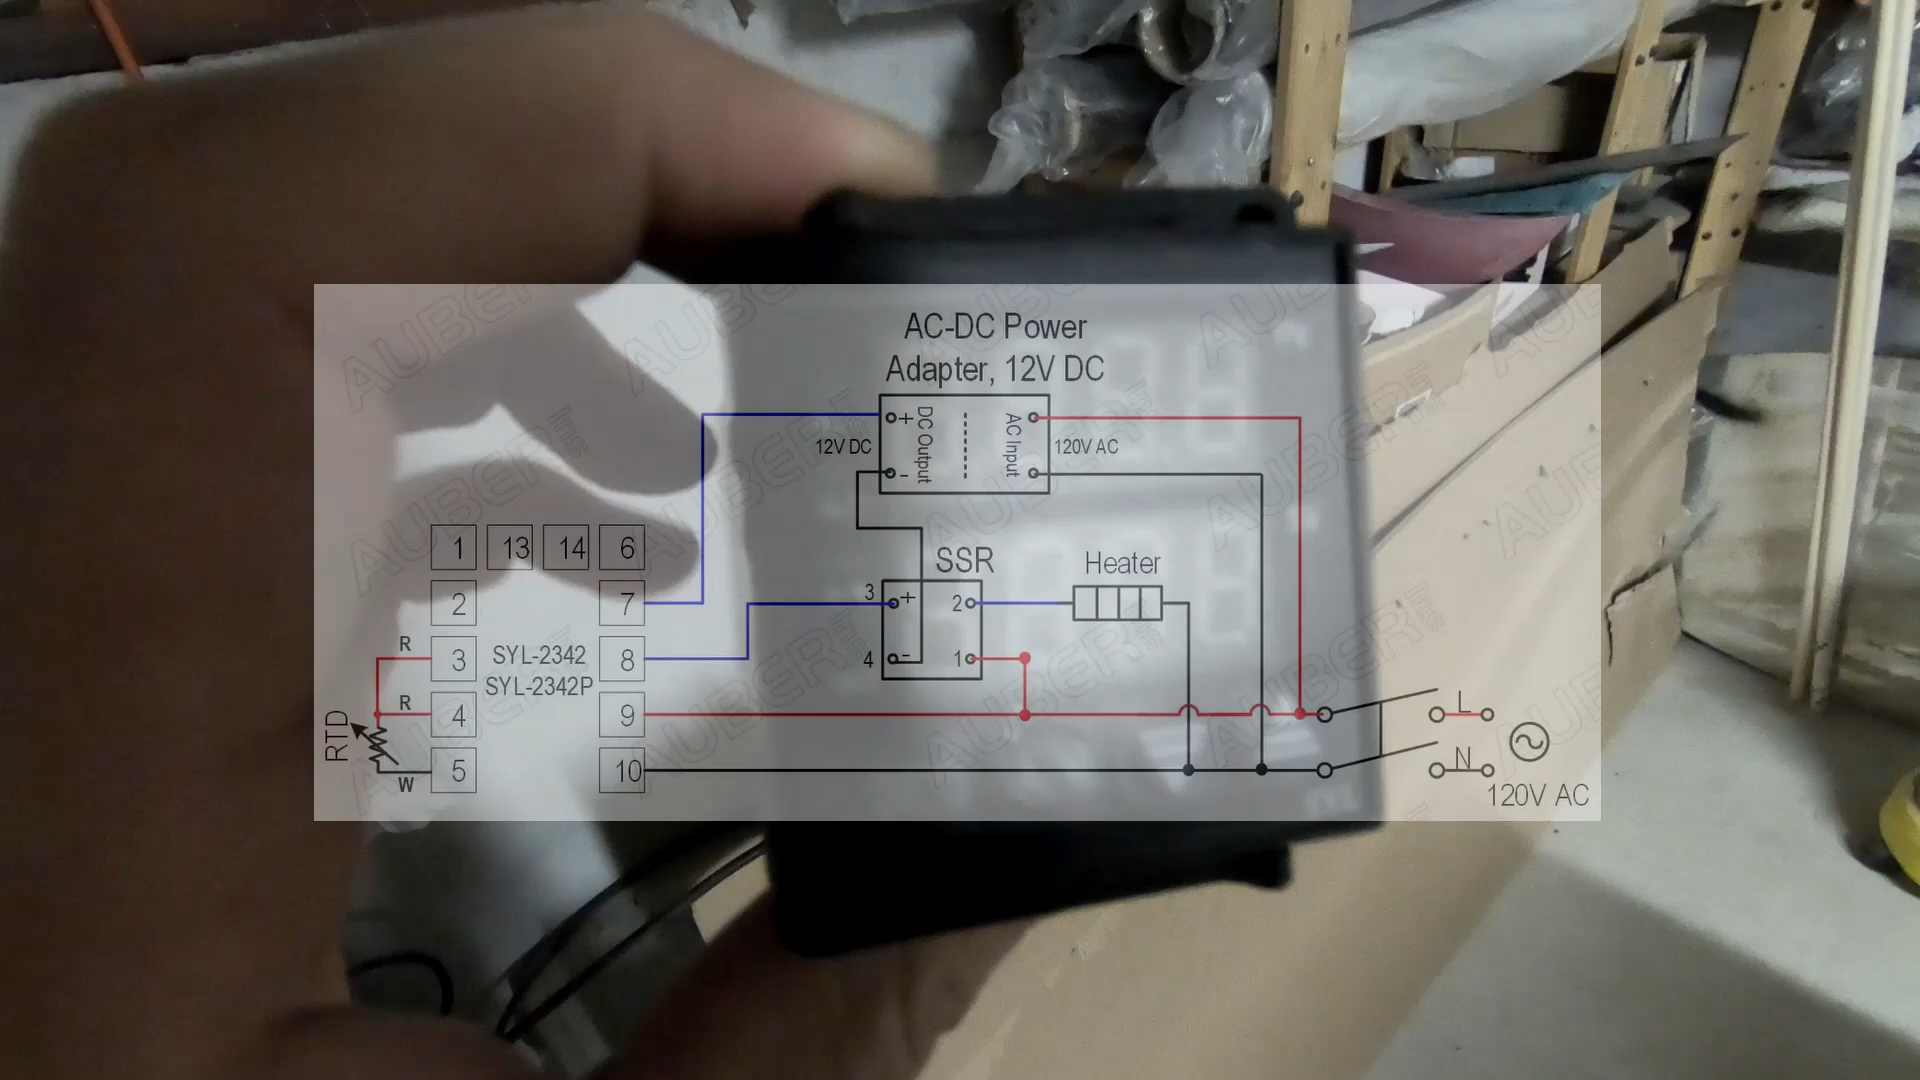 AC-DC Power
Adapter, 12V DC
+
DC Output
AC Input
12V DC
120V AC
-
1 13 14 6
SSR
Heater
2
7
3
+
2
R
3
SYL-2342
8
4
-
1
SYL-2342P
R
4
9
L
RTD
5
10
N
W
120V AC
AUBER